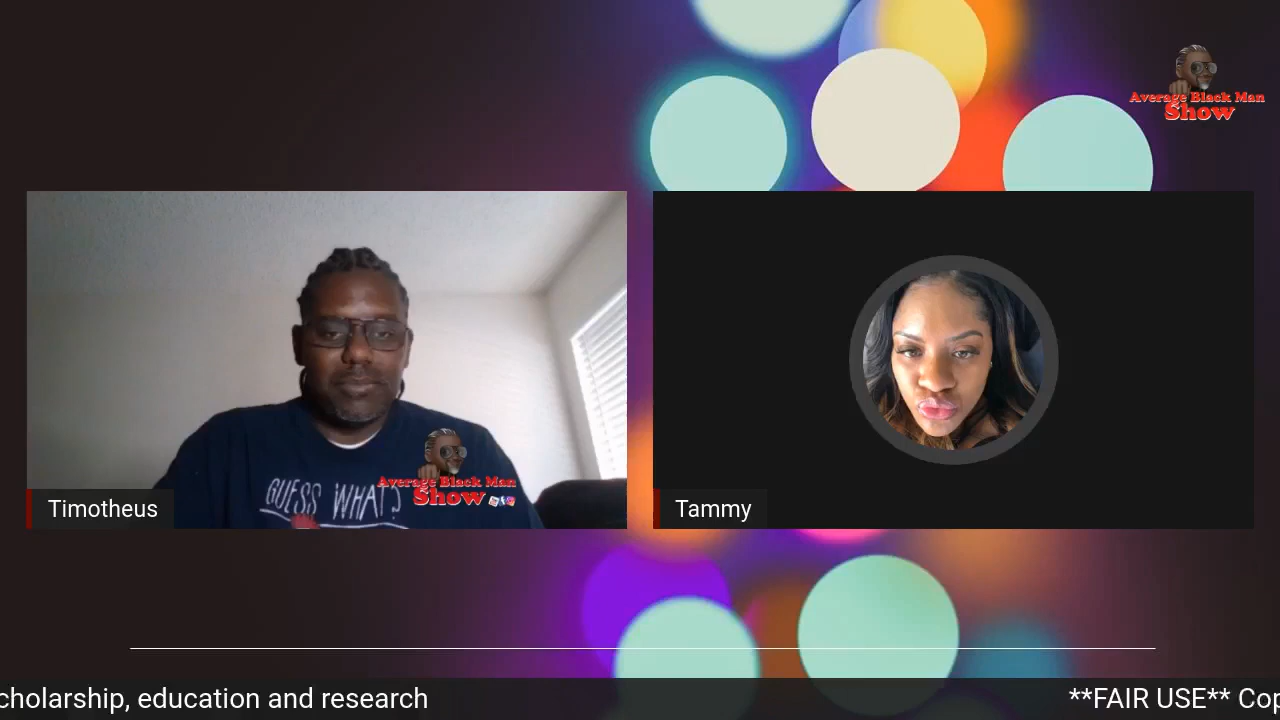 Average Black Man
Show
GUESS WHAT?
Average Black Man
Show
Timotheus
Tammy
cholarship, education and research
**FAIR USE** Cop